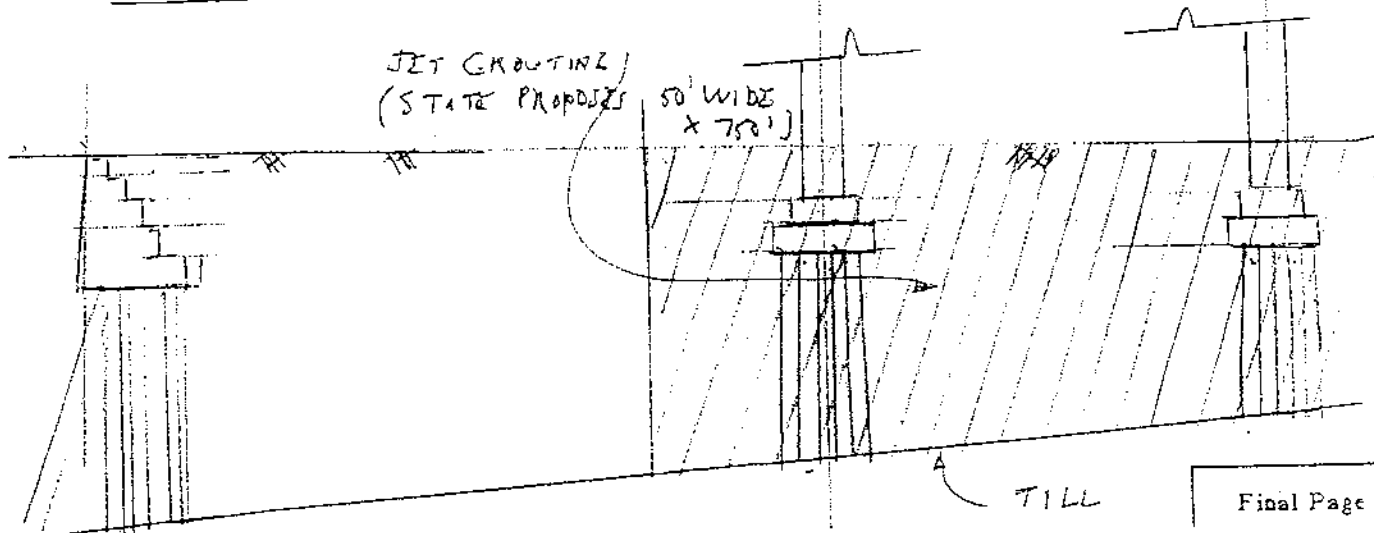 JET GROUTING
(STATE PROPOSES 50' WIDE
X 750')
TILL
Final Page